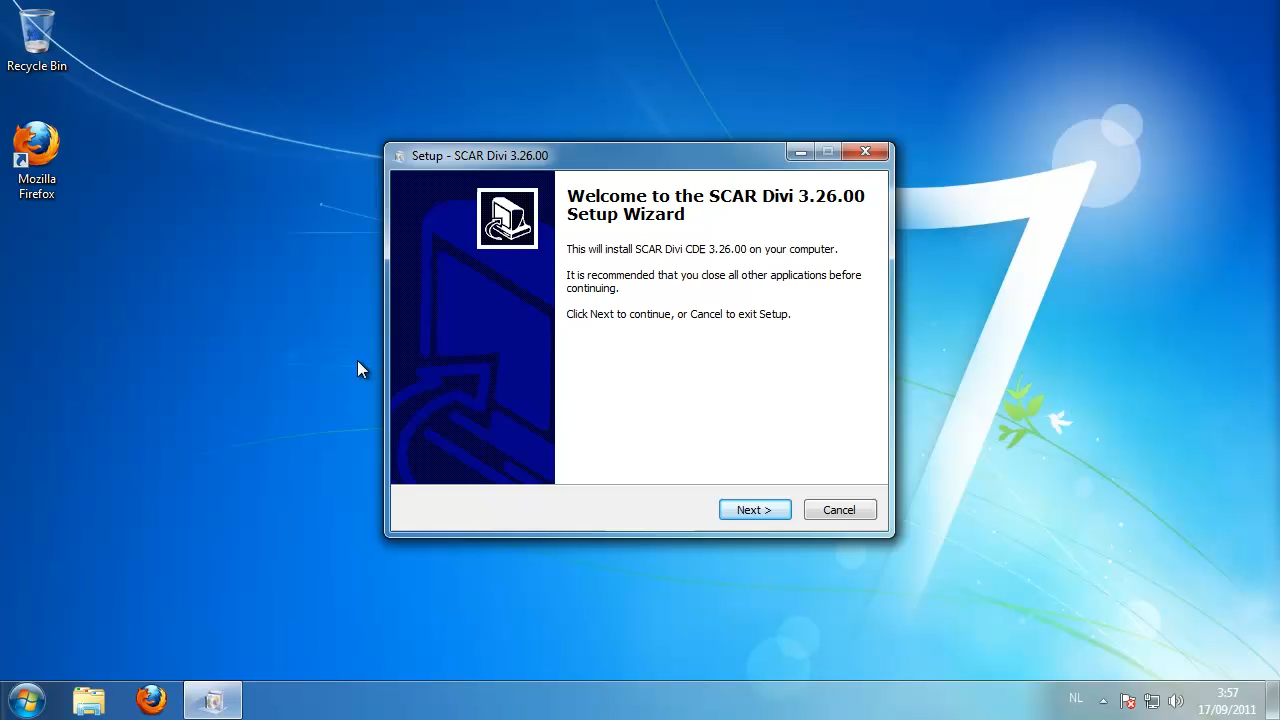 Recycle Bin
Mozilla
Firefox
Setup - SCAR Divi 3.26.00
Welcome to the SCAR Divi 3.26.00
Setup Wizard
This will install SCAR Divi CDE 3.26.00 on your computer.
It is recommended that you close all other applications before
continuing.
Click Next to continue, or Cancel to exit Setup.
Next >
Cancel
NL
3:57
17/09/2011